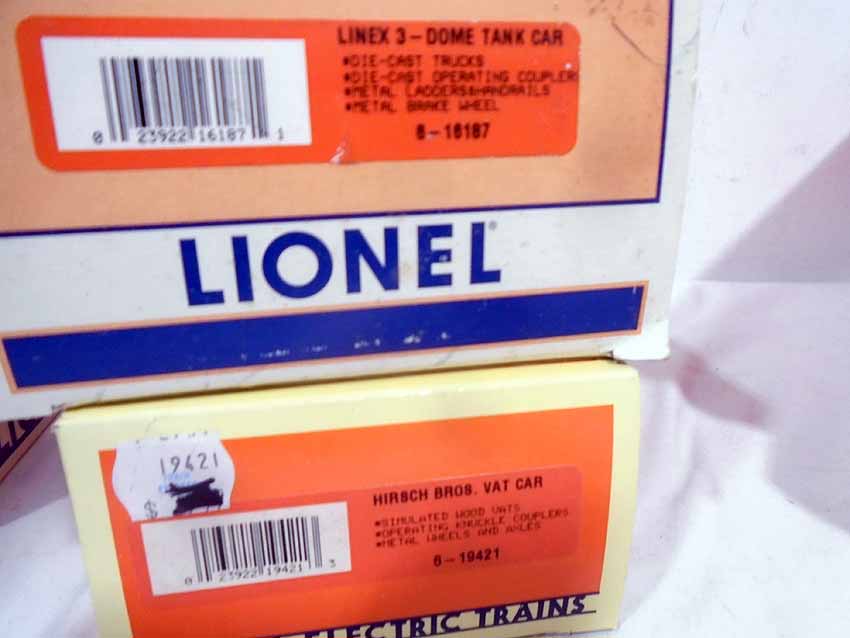 LINEX 3-DOME TANK CAR
*DIE-CAST TRUCKS
*DIE-CAST OPERATING COUPLER
*METAL LADDERS&HANDRAILS
*METAL BRAKE WHEEL
6-16187
0 23922 16187 1
LIONEL
19421
$
HIRSCH BROS. VAT CAR
*SIMULATED WOOD VATS
*OPERATING KNUCKLE COUPLERS
*METAL WHEELS AND AXLES
6-19421
0 23922 19421 3
ELECTRIC TRAINS